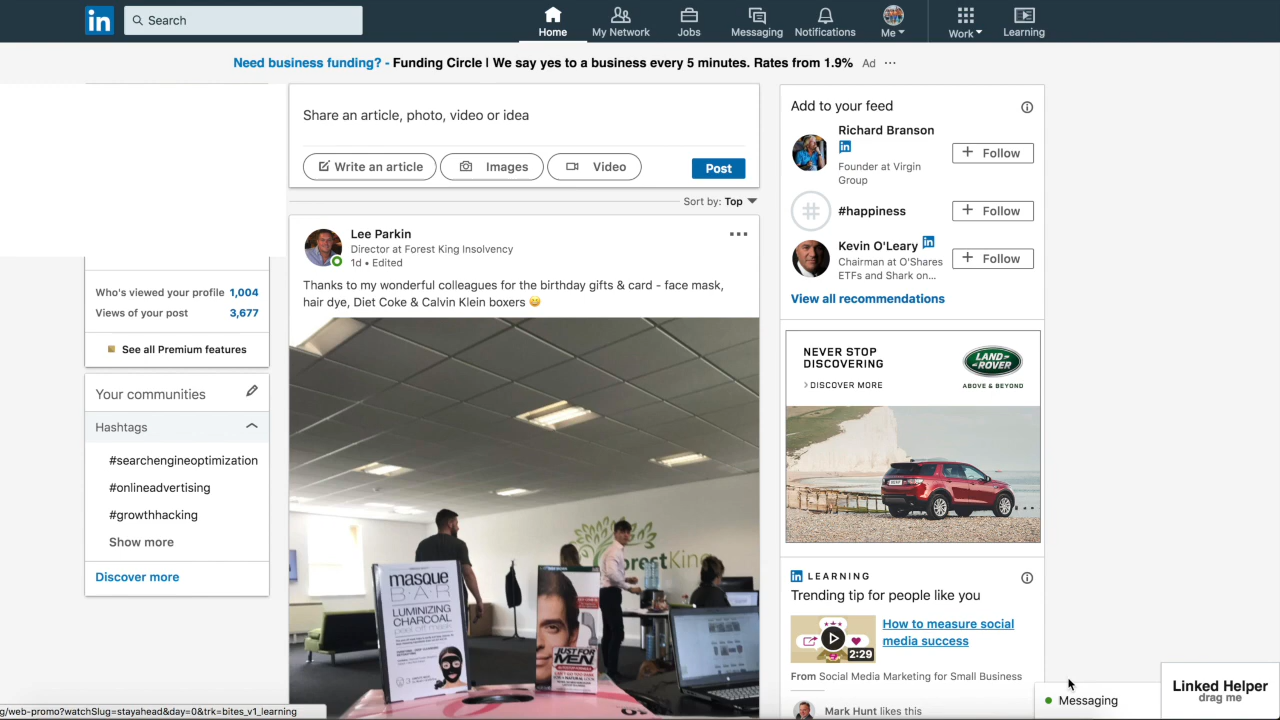 in
Search
Home
My Network
Jobs
Messaging
Notifications
Me
Work
Learning
Need business funding? - Funding Circle | We say yes to a business every 5 minutes. Rates from 1.9% Ad ...
Who's viewed your profile 1,004
Views of your post 3,677
See all Premium features
Your communities
Hashtags
#searchengineoptimization
#onlineadvertising
#growthhacking
Show more
Discover more
Share an article, photo, video or idea
Write an article
Images
Video
Post
Sort by: Top
Lee Parkin
Director at Forest King Insolvency
1d • Edited
Thanks to my wonderful colleagues for the birthday gifts & card - face mask,
hair dye, Diet Coke & Calvin Klein boxers 😄
orestKing
masque
BAR
LUMINIZING
CHARCOAL
peel off mask
JUST FOR
MEN
Add to your feed
Richard Branson
in
Founder at Virgin
Group
Follow
#
#happiness
Follow
Kevin O'Leary in
Chairman at O'Shares
ETFs and Shark on...
Follow
View all recommendations
NEVER STOP
DISCOVERING
> DISCOVER MORE
LAND-
ROVER
ABOVE & BEYOND
in LEARNING
Trending tip for people like you
2:29
How to measure social
media success
From Social Media Marketing for Small Business
Mark Hunt likes this
Messaging
Linked Helper
drag me
g/web-promo?watchSlug=stayahead&day=0&trk=bites_v1_learning